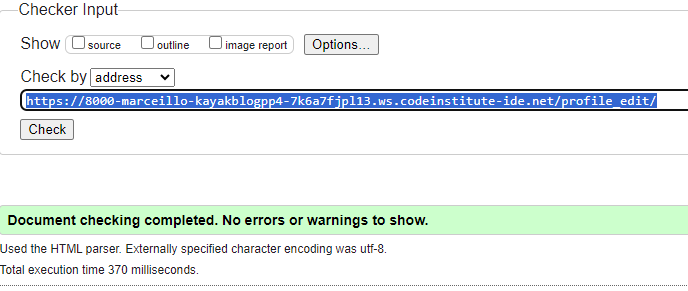 Checker Input
Show source outline image report Options...
Check by address
https://8000-marceillo-kayakblogpp4-7k6a7fjpl13.ws.codeinstitute-ide.net/profile_edit/
Check
Document checking completed. No errors or warnings to show.
Used the HTML parser. Externally specified character encoding was utf-8.
Total execution time 370 milliseconds.